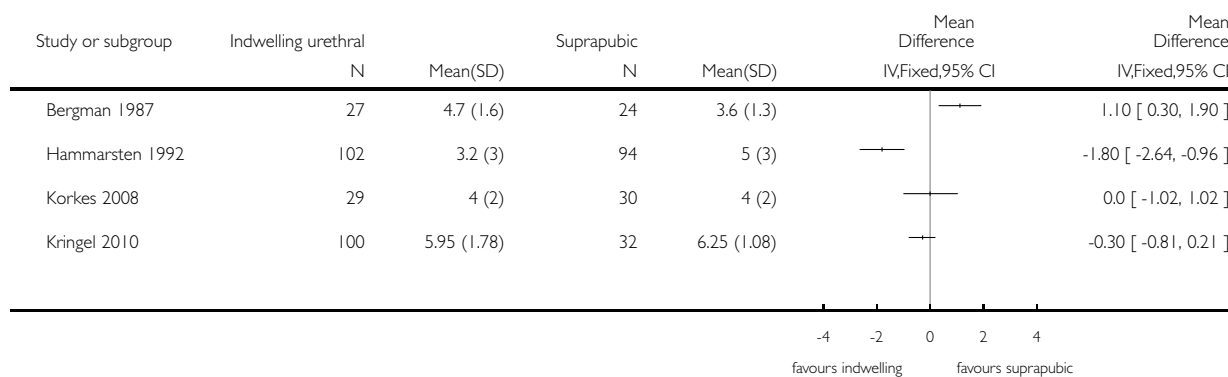 Mean Mean
Study or subgroup Indwelling urethral Suprapubic Difference Difference
N Mean(SD) N Mean(SD) IV,Fixed,95% CI IV,Fixed,95% CI
Bergman 1987 27 4.7 (1.6) 24 3.6 (1.3) 1.10 [ 0.30, 1.90 ]
Hammarsten 1992 102 3.2 (3) 94 5 (3) -1.80 [ -2.64, -0.96 ]
Korkes 2008 29 4 (2) 30 4 (2) 0.0 [ -1.02, 1.02 ]
Kringel 2010 100 5.95 (1.78) 32 6.25 (1.08) -0.30 [ -0.81, 0.21 ]
-4 -2 0 2 4
favours indwelling favours suprapubic